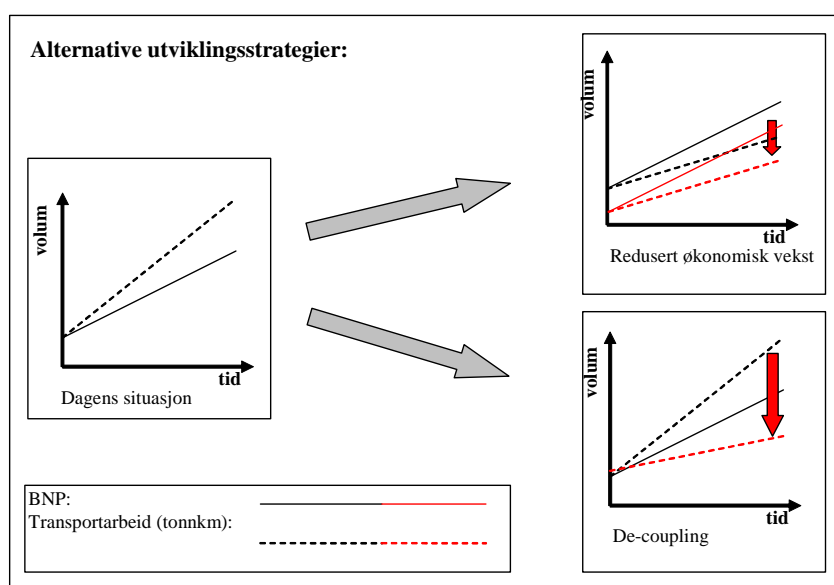 Alternative utviklingsstrategier:
volum
tid
Dagens situasjon
volum
tid
Redusert økonomisk vekst
volum
tid
De-coupling
BNP:
Transportarbeid (tonnkm):